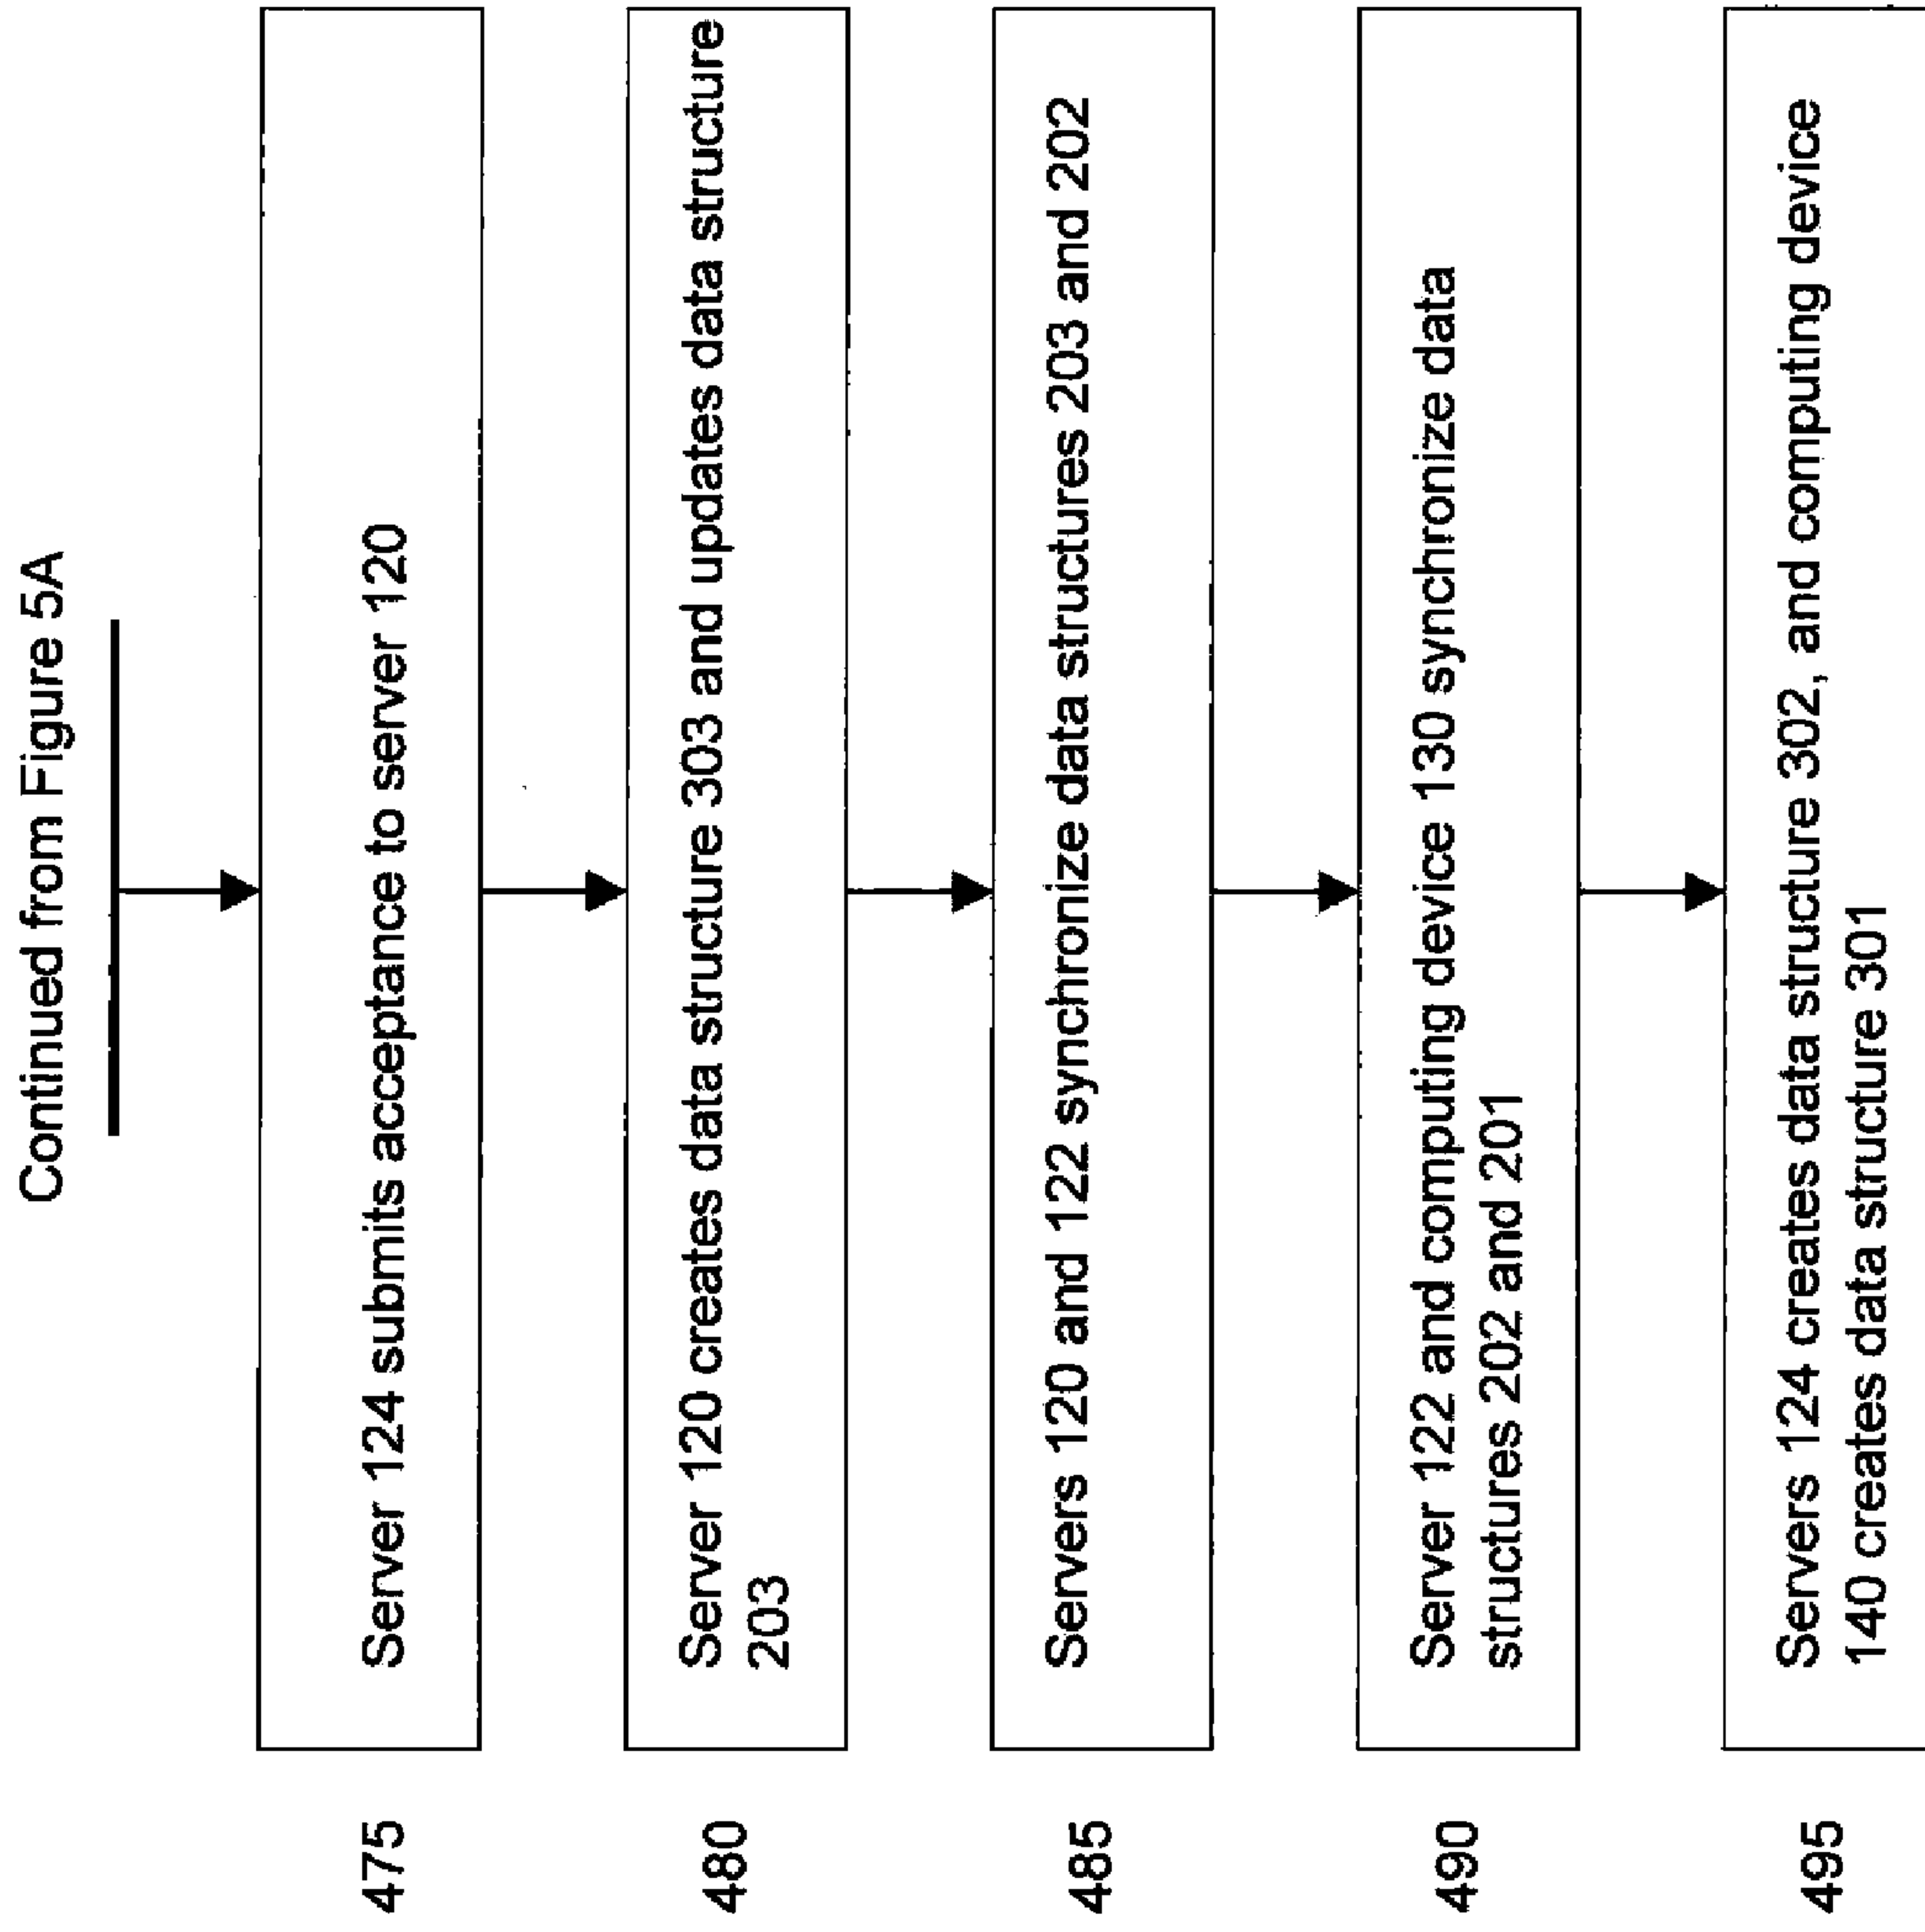 Continued from Figure 5A
475
Server 124 submits acceptance to server 120
480
Server 120 creates data structure 303 and updates data structure
203
485
Servers 120 and 122 synchronize data structures 203 and 202
490
Server 122 and computing device 130 synchronize data
structures 202 and 201
495
Servers 124 creates data structure 302, and computing device
140 creates data structure 301